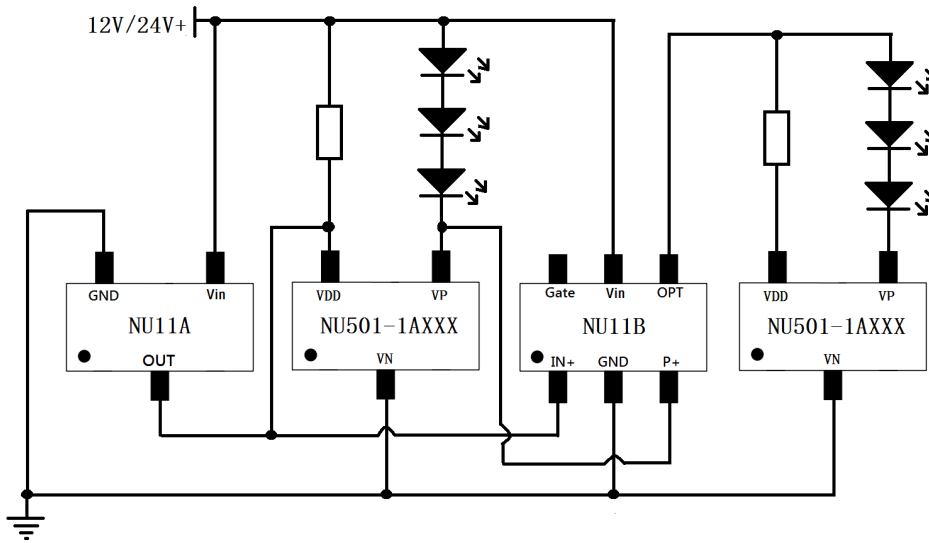 12V/24V+
GND Vin
NU11A
OUT
VDD VP
NU501-1AXXX
VN
Gate Vin OPT
NU11B
IN+ GND P+
VDD VP
NU501-1AXXX
VN